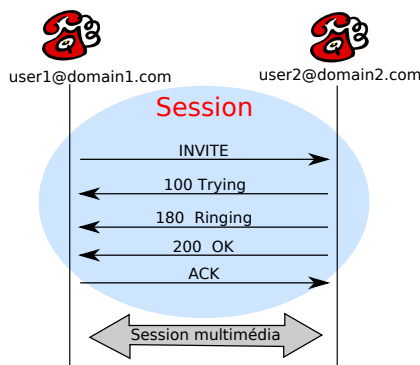 user1@domain1.com
user2@domain2.com
Session
INVITE
100 Trying
180 Ringing
200 OK
ACK
Session multimédia